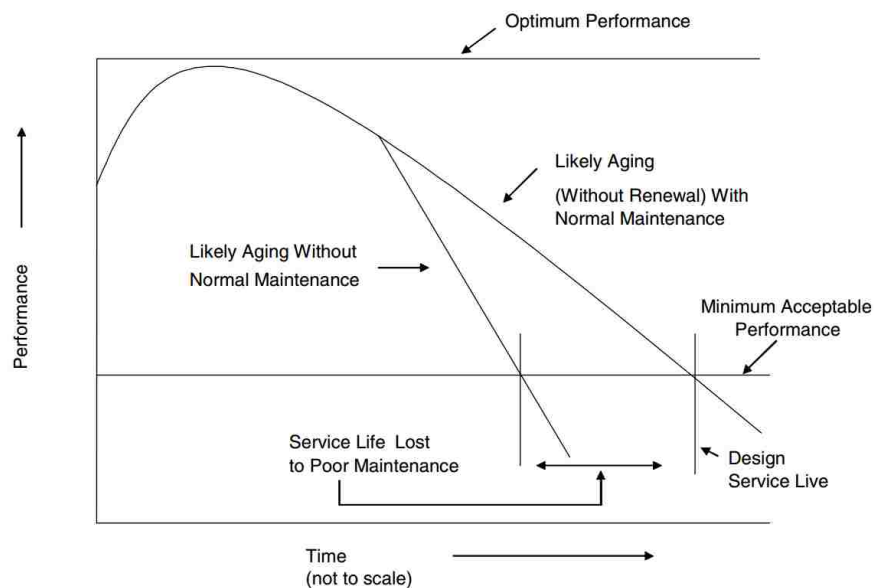 Optimum Performance
Likely Aging
(Without Renewal) With
Normal Maintenance
Likely Aging Without
Normal Maintenance
Performance
Minimum Acceptable
Performance
Service Life Lost
to Poor Maintenance
Design
Service Live
Time
(not to scale)